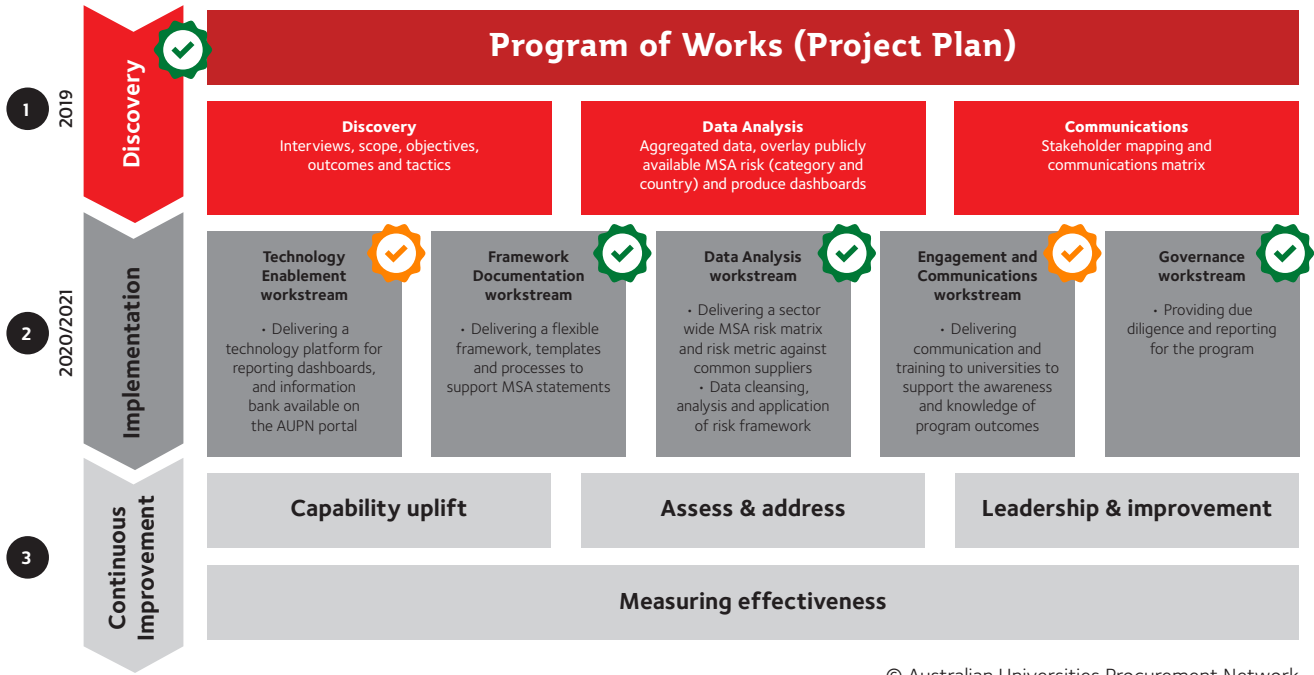 Program of Works (Project Plan)
1
2019
Discovery
Discovery
Interviews, scope, objectives,
outcomes and tactics
Data Analysis
Aggregated data, overlay publicly
available MSA risk (category and
country) and produce dashboards
Communications
Stakeholder mapping and
communications matrix
2
2020/2021
Implementation
Technology
Enablement
workstream
• Delivering a
technology platform for
reporting dashboards,
and information
bank available on
the AUPN portal
Framework
Documentation
workstream
• Delivering a flexible
framework, templates
and processes to
support MSA statements
Data Analysis
workstream
• Delivering a sector
wide MSA risk matrix
and risk metric against
common suppliers
• Data cleansing,
analysis and application
of risk framework
Engagement and
Communications
workstream
• Delivering
communication and
training to universities to
support the awareness
and knowledge of
program outcomes
Governance
workstream
• Providing due
diligence and reporting
for the program
3
Continuous
Improvement
Capability uplift
Assess & address
Leadership & improvement
Measuring effectiveness
© Australian Universities Procurement Network